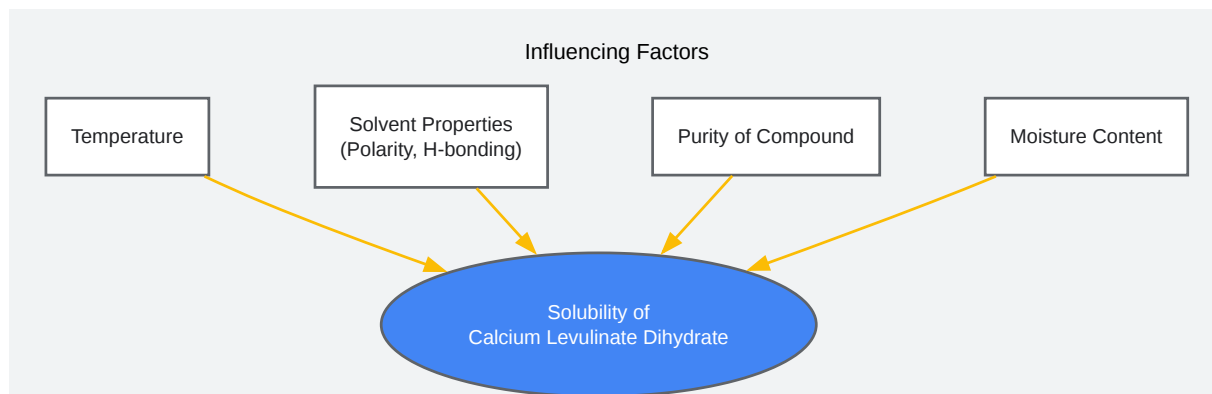 Influencing Factors
Temperature
Solvent Properties
(Polarity, H-bonding)
Purity of Compound
Moisture Content
Solubility of
Calcium Levulinate Dihydrate